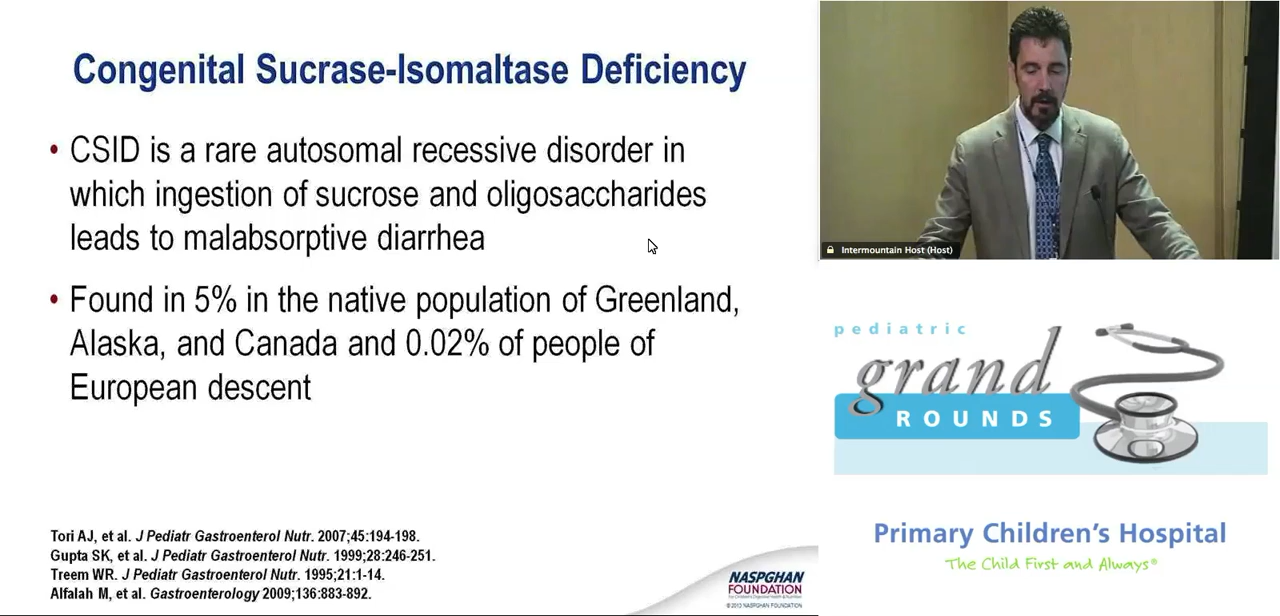 Congenital Sucrase-Isomaltase Deficiency
• CSID is a rare autosomal recessive disorder in
which ingestion of sucrose and oligosaccharides
leads to malabsorptive diarrhea
• Found in 5% in the native population of Greenland,
Alaska, and Canada and 0.02% of people of
European descent
Tori AJ, et al. J Pediatr Gastroenterol Nutr. 2007;45:194-198.
Gupta SK, et al. J Pediatr Gastroenterol Nutr. 1999;28:246-251.
Treem WR. J Pediatr Gastroenterol Nutr. 1995;21:1-14.
Alfalah M, et al. Gastroenterology 2009;136:883-892.
NASPGHAN
FOUNDATION
© 2013 NASPGHAN FOUNDATION
Intermountain Host (Host)
pediatric
grand
ROUNDS
Primary Children's Hospital
The Child First and Always®